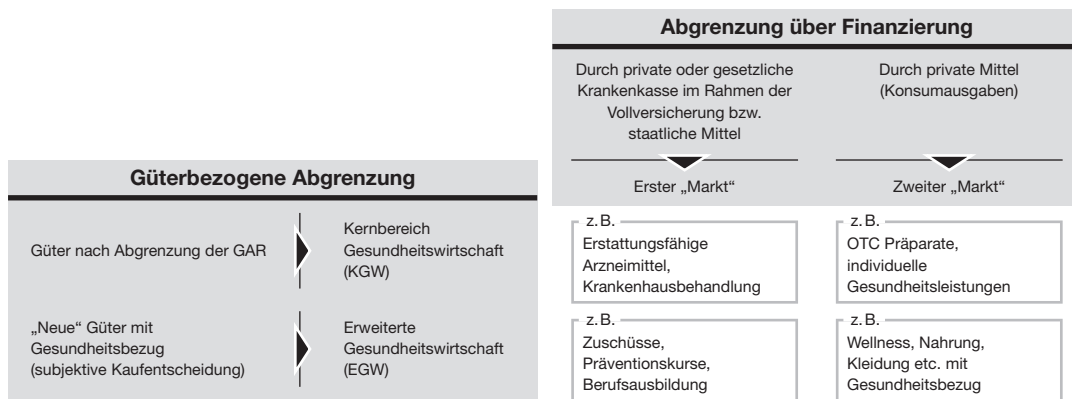 Abgrenzung über Finanzierung
Durch private oder gesetzliche
Krankenkasse im Rahmen der
Vollversicherung bzw.
staatliche Mittel
Durch private Mittel
(Konsumausgaben)
Erster „Markt“
Zweiter „Markt“
Güterbezogene Abgrenzung
Güter nach Abgrenzung der GAR
Kernbereich
Gesundheitswirtschaft
(KGW)
z. B.
Erstattungsfähige
Arzneimittel,
Krankenhausbehandlung
z. B.
OTC Präparate,
individuelle
Gesundheitsleistungen
„Neue“ Güter mit
Gesundheitsbezug
(subjektive Kaufentscheidung)
Erweiterte
Gesundheitswirtschaft
(EGW)
z. B.
Zuschüsse,
Präventionskurse,
Berufsausbildung
z. B.
Wellness, Nahrung,
Kleidung etc. mit
Gesundheitsbezug